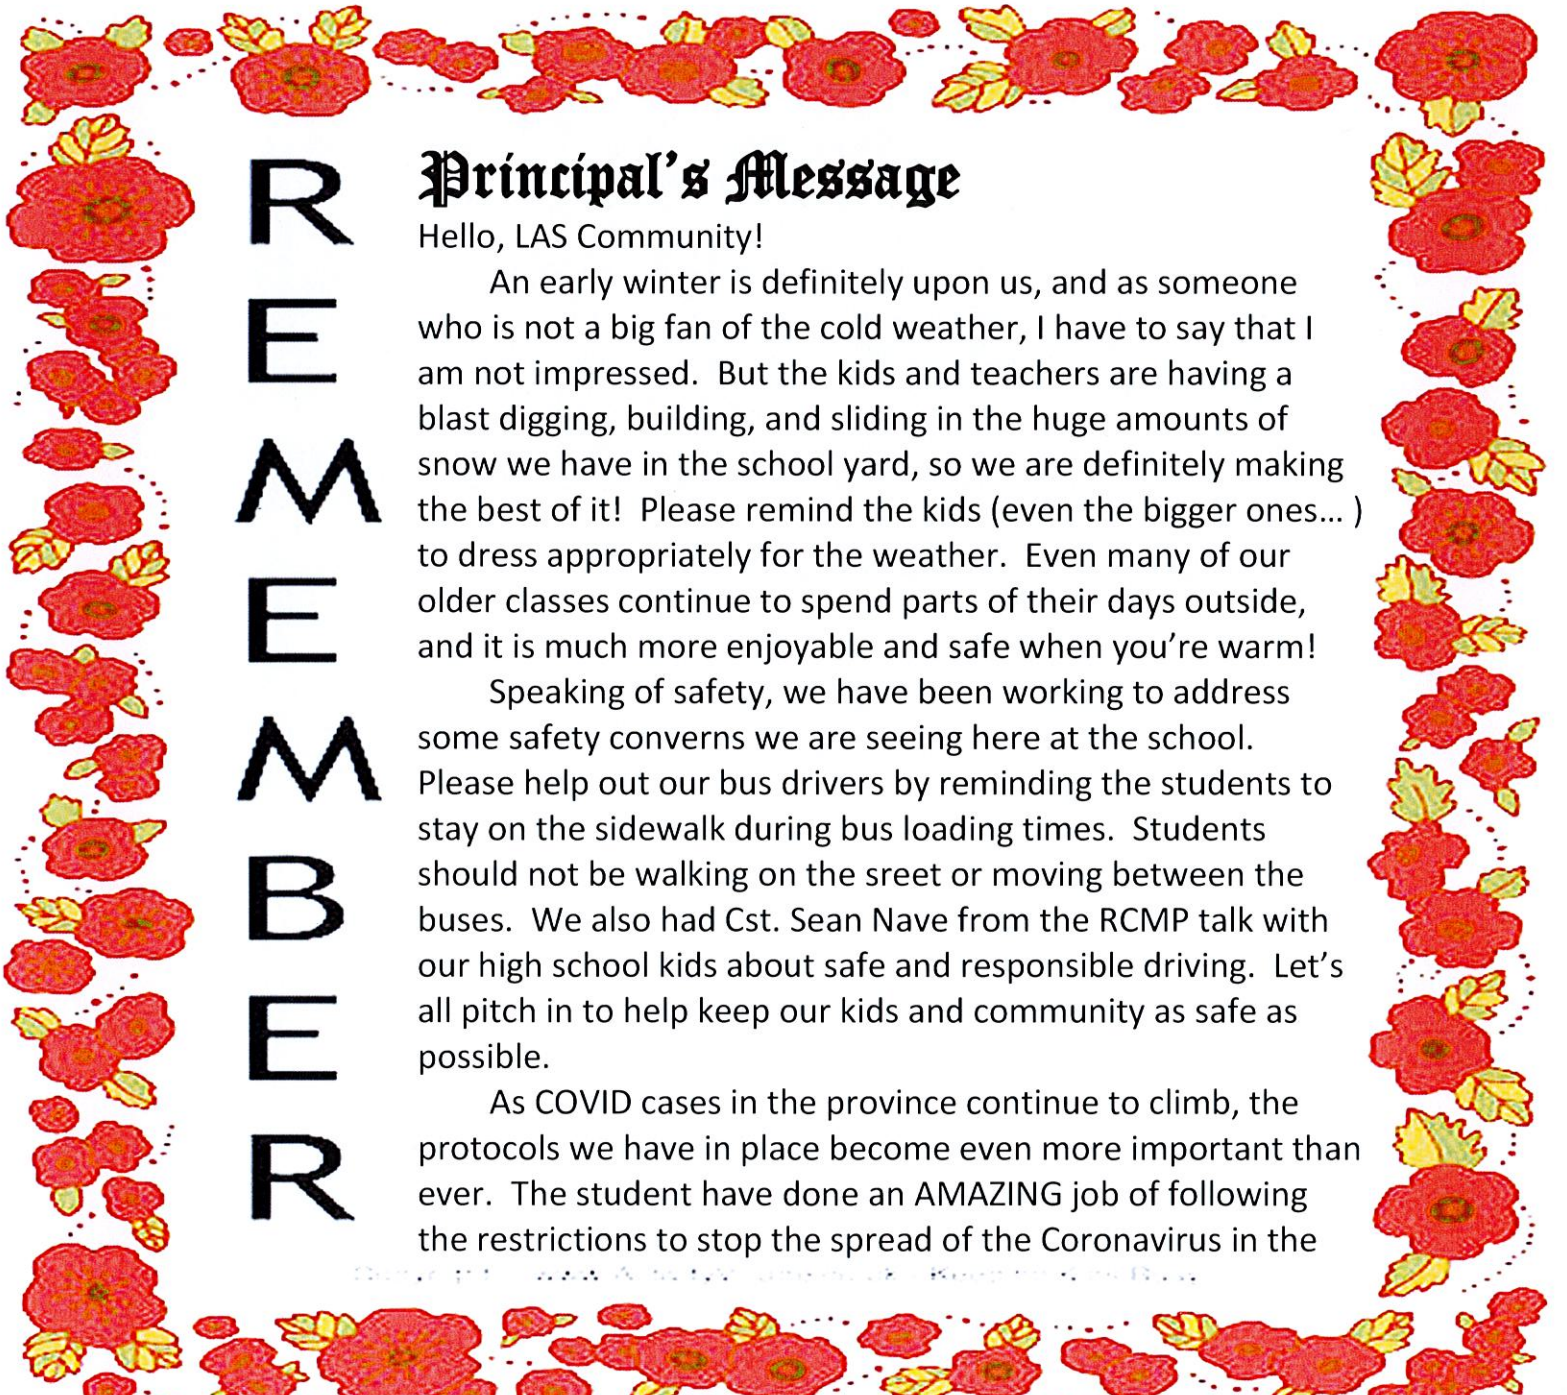 R
E
M
E
M
B
E
R
Principal's Message
Hello, LAS Community!
An early winter is definitely upon us, and as someone
who is not a big fan of the cold weather, I have to say that I
am not impressed.  But the kids and teachers are having a
blast digging, building, and sliding in the huge amounts of
snow we have in the school yard, so we are definitely making
the best of it!  Please remind the kids (even the bigger ones... )
to dress appropriately for the weather.  Even many of our
older classes continue to spend parts of their days outside,
and it is much more enjoyable and safe when you're warm!
Speaking of safety, we have been working to address
some safety converns we are seeing here at the school.
Please help out our bus drivers by reminding the students to
stay on the sidewalk during bus loading times.  Students
should not be walking on the sreet or moving between the
buses.  We also had Cst. Sean Nave from the RCMP talk with
our high school kids about safe and responsible driving.  Let's
all pitch in to help keep our kids and community as safe as
possible.
As COVID cases in the province continue to climb, the
protocols we have in place become even more important than
ever.  The student have done an AMAZING job of following
the restrictions to stop the spread of the Coronavirus in the